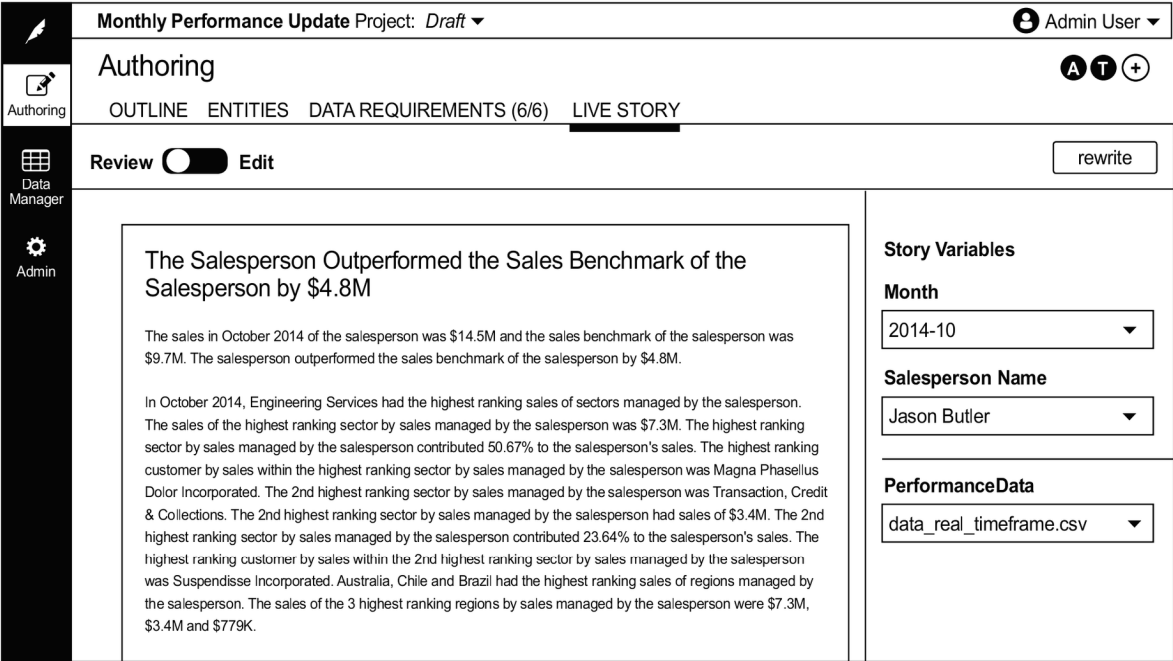 Monthly Performance Update Project: Draft
Admin User
Authoring
A T +
Authoring
OUTLINE ENTITIES DATA REQUIREMENTS (6/6) LIVE STORY
Review Edit
rewrite
Data
Manager
Admin
The Salesperson Outperformed the Sales Benchmark of the
Salesperson by $4.8M
The sales in October 2014 of the salesperson was $14.5M and the sales benchmark of the salesperson was
$9.7M. The salesperson outperformed the sales benchmark of the salesperson by $4.8M.
In October 2014, Engineering Services had the highest ranking sales of sectors managed by the salesperson.
The sales of the highest ranking sector by sales managed by the salesperson was $7.3M. The highest ranking
sector by sales managed by the salesperson contributed 50.67% to the salesperson's sales. The highest ranking
customer by sales within the highest ranking sector by sales managed by the salesperson was Magna Phasellus
Dolor Incorporated. The 2nd highest ranking sector by sales managed by the salesperson was Transaction, Credit
& Collections. The 2nd highest ranking sector by sales managed by the salesperson had sales of $3.4M. The 2nd
highest ranking sector by sales managed by the salesperson contributed 23.64% to the salesperson's sales. The
highest ranking customer by sales within the 2nd highest ranking sector by sales managed by the salesperson
was Suspendisse Incorporated. Australia, Chile and Brazil had the highest ranking sales of regions managed by
the salesperson. The sales of the 3 highest ranking regions by sales managed by the salesperson were $7.3M,
$3.4M and $779K.
Story Variables
Month
2014-10
Salesperson Name
Jason Butler
PerformanceData
data_real_timeframe.csv